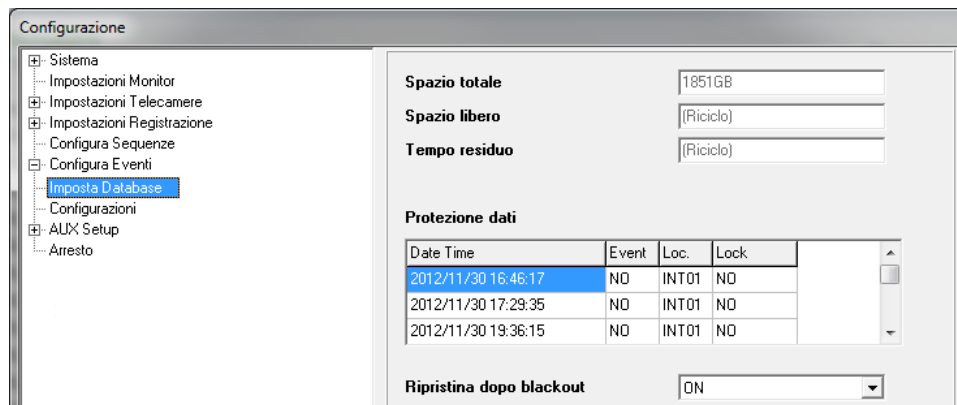 Configurazione
Sistema
Impostazioni Monitor
Impostazioni Telecamere
Impostazioni Registrazione
Configura Sequenze
Configura Eventi
Imposta Database
Configurazioni
AUX Setup
Arresto
Spazio totale 1851GB
Spazio libero (Riciclo)
Tempo residuo (Riciclo)
Protezione dati
Date Time Event Loc. Lock
2012/11/30 16:46:17 NO INT01 NO
2012/11/30 17:29:35 NO INT01 NO
2012/11/30 19:36:15 NO INT01 NO
Ripristina dopo blackout ON